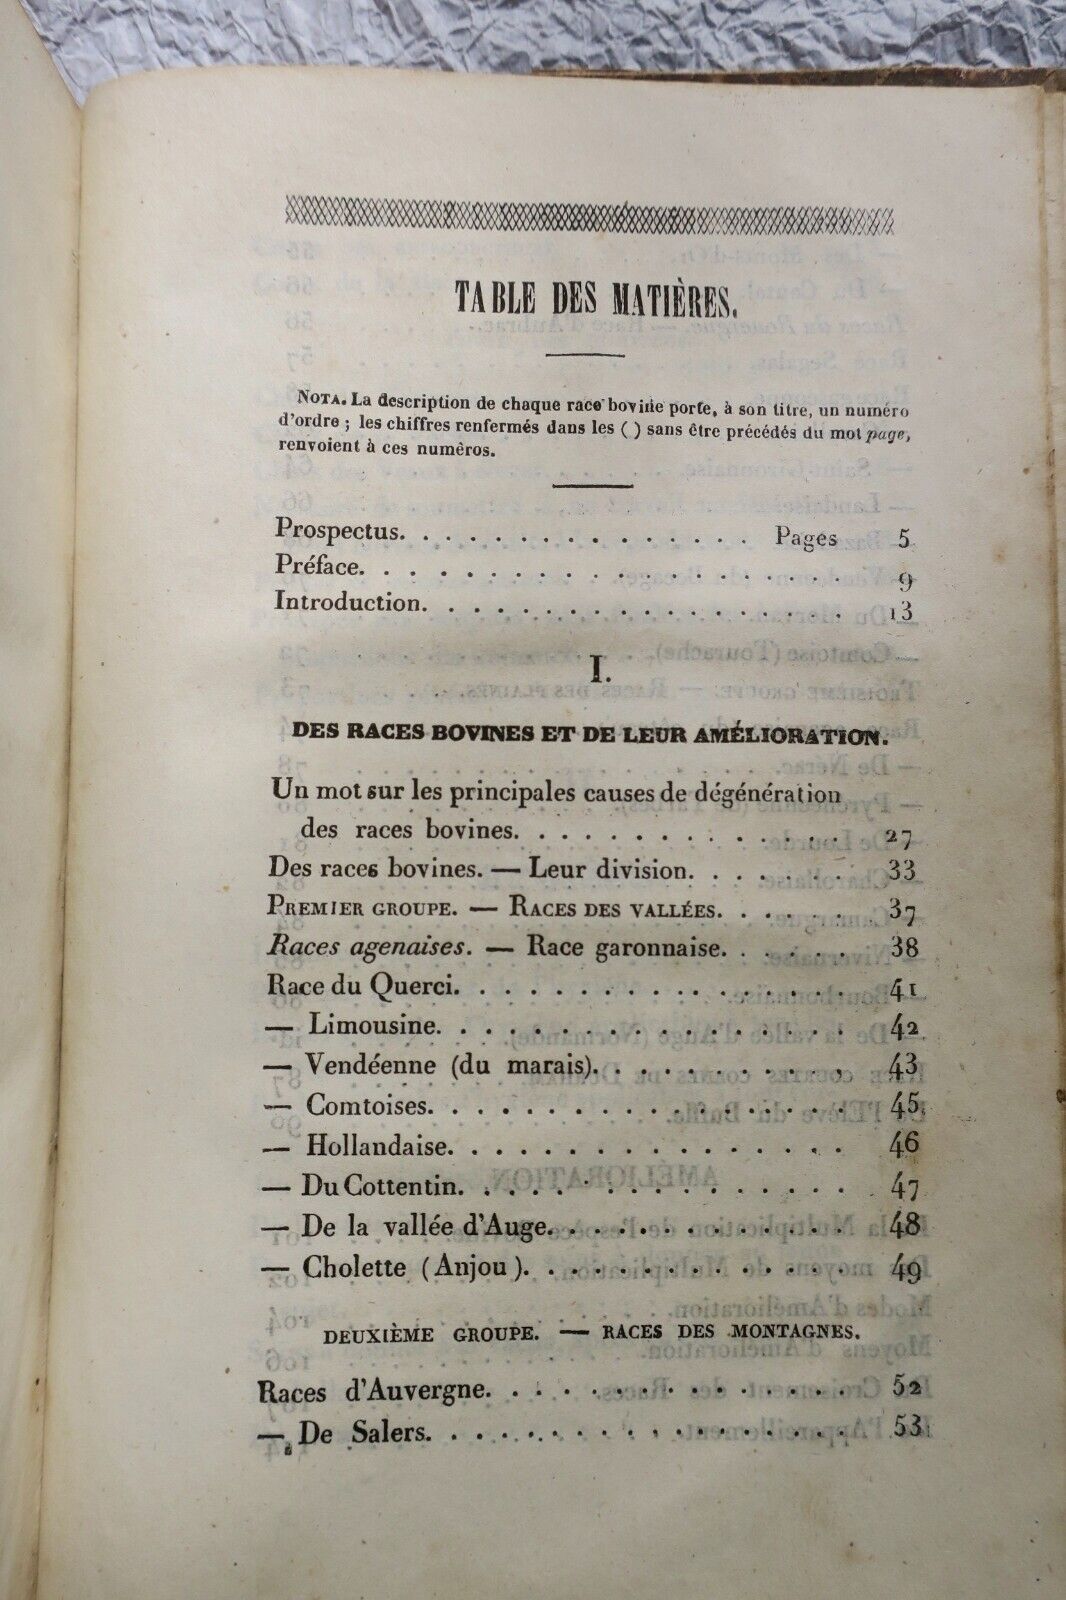 TABLE DES MATIÈRES.
NOTA. La description de chaque race bovine porte, à son titre, un numéro
d'ordre ; les chiffres renfermés dans les ( ) sans être précédés du mot page,
renvoient à ces numéros.
Prospectus. . . . . . . . . . . . . . . Pages 5
Préface. . . . . . . . . . . . . . . . . . . 9
Introduction. . . . . . . . . . . . . . . . . 13
I.
DES RACES BOVINES ET DE LEUR AMÉLIORATION.
Un mot sur les principales causes de dégénération
des races bovines. . . . . . . . . . . . . . 27
Des races bovines. — Leur division. . . . . . . 33
PREMIER GROUPE. — RACES DES VALLÉES. . . . . . 37
Races agenaises. — Race garonnaise. . . . . . 38
Race du Querci. . . . . . . . . . . . . . . . 41
— Limousine. . . . . . . . . . . . . . . . . 42
— Vendéenne (du marais). . . . . . . . . . . 43
— Comtoises. . . . . . . . . . . . . . . . . 45
— Hollandaise. . . . . . . . . . . . . . . . 46
— Du Cottentin. . . . . . . . . . . . . . . . 47
— De la vallée d'Auge. . . . . . . . . . . . . 48
— Cholette (Anjou). . . . . . . . . . . . . . 49
DEUXIÈME GROUPE. — RACES DES MONTAGNES.
Races d'Auvergne. . . . . . . . . . . . . . . 52
— De Salers. . . . . . . . . . . . . . . . . . 53